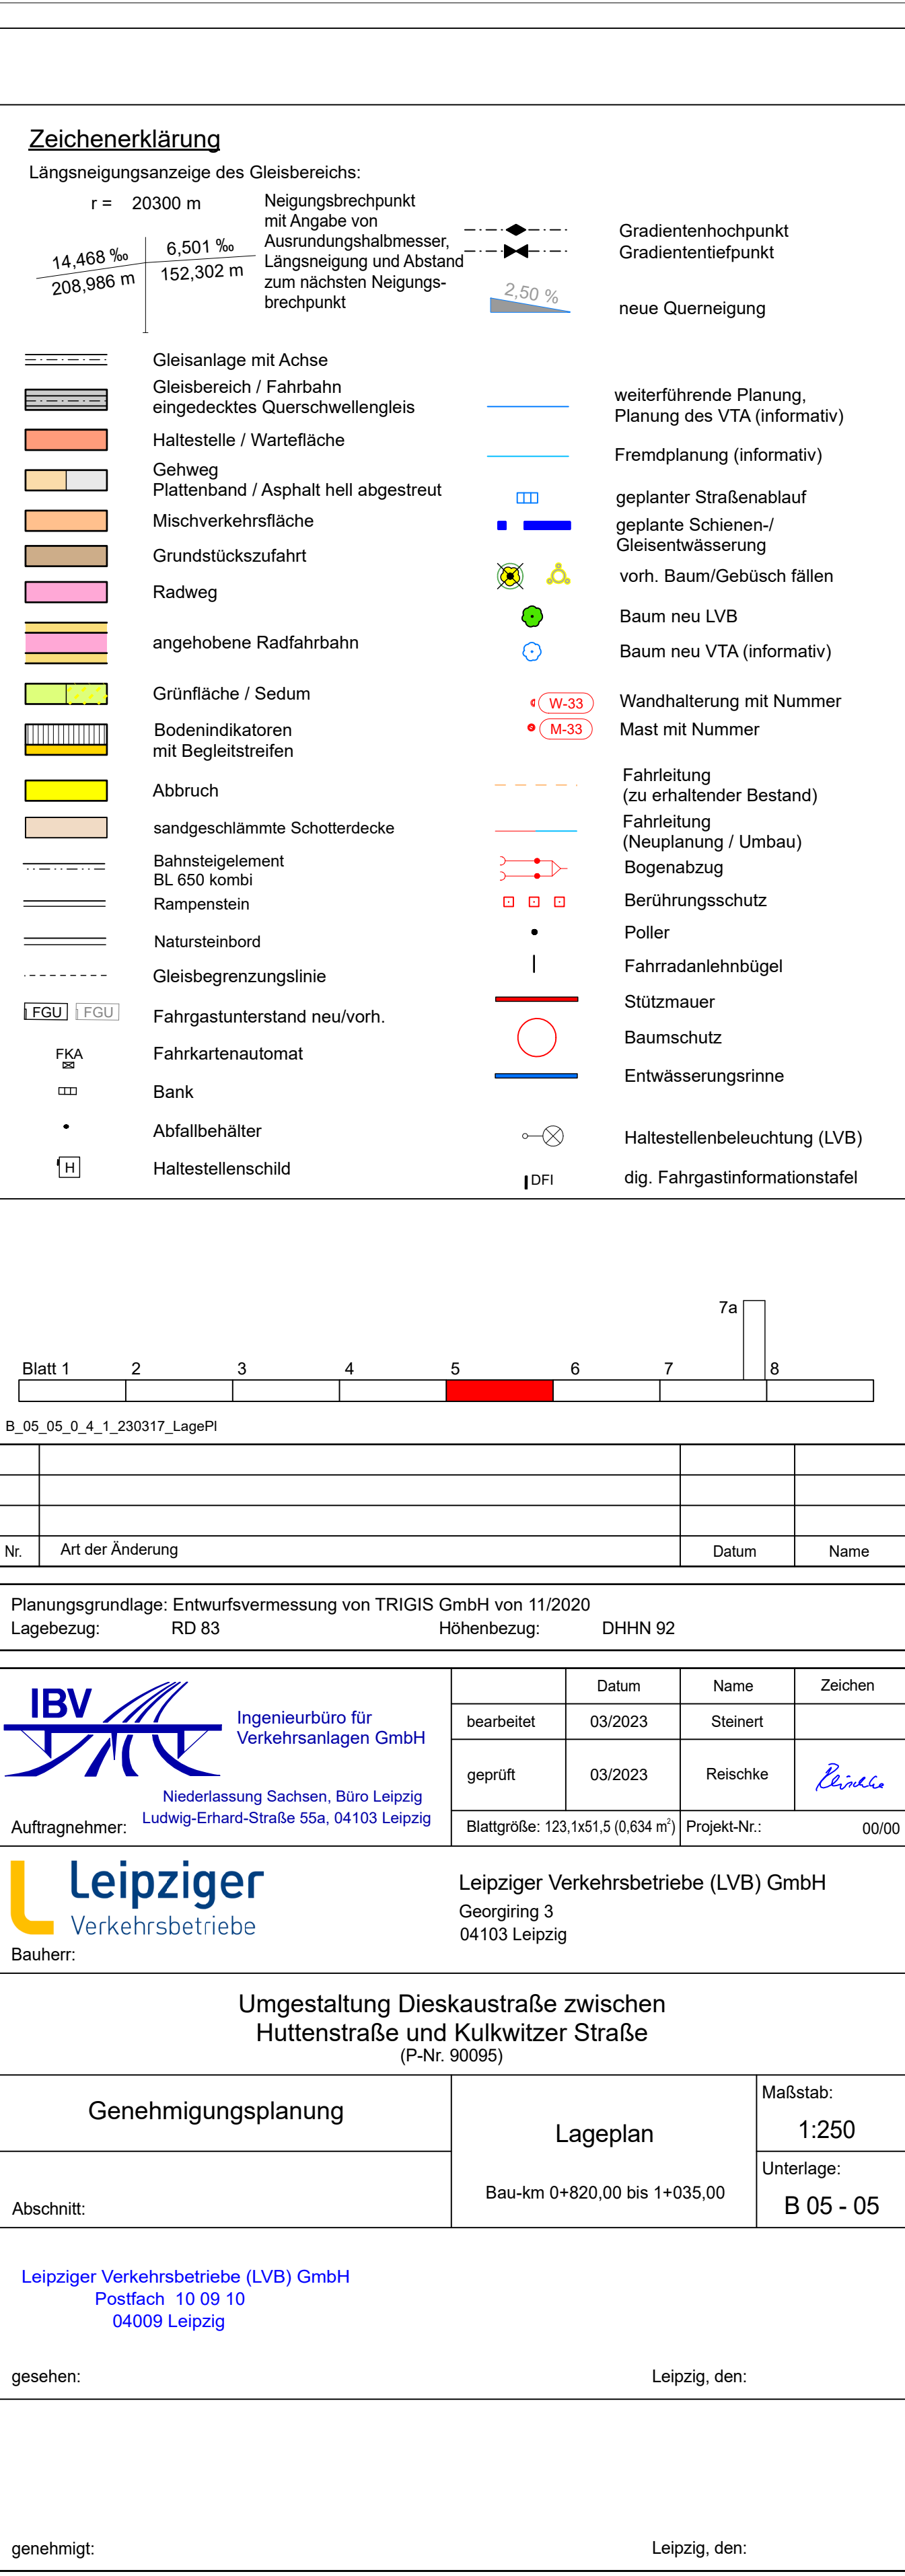 Zeichenerklärung
Längsneigungsanzeige des Gleisbereichs:
r = 20300 m
14,468 ‰
6,501 ‰
208,986 m
152,302 m
Neigungsbrechpunkt
mit Angabe von
Ausrundungshalbmesser,
Längsneigung und Abstand
zum nächsten Neigungs-
brechpunkt
Gradientenhochpunkt
Gradiententiefpunkt
2,50 %
neue Querneigung
Gleisanlage mit Achse
Gleisbereich / Fahrbahn
eingedecktes Querschwellengleis
Haltestelle / Wartefläche
Gehweg
Plattenband / Asphalt hell abgestreut
Mischverkehrsfläche
Grundstückszufahrt
Radweg
angehobene Radfahrbahn
Grünfläche / Sedum
Bodenindikatoren
mit Begleitstreifen
Abbruch
sandgeschlämmte Schotterdecke
Bahnsteigelement
BL 650 kombi
Rampenstein
Natursteinbord
Gleisbegrenzungslinie
FGU FGU
Fahrgastunterstand neu/vorh.
FKA
Fahrkartenautomat
Bank
Abfallbehälter
H
Haltestellenschild
weiterführende Planung,
Planung des VTA (informativ)
Fremdplanung (informativ)
geplanter Straßenablauf
geplante Schienen-/
Gleisentwässerung
vorh. Baum/Gebüsch fällen
Baum neu LVB
Baum neu VTA (informativ)
W-33
Wandhalterung mit Nummer
M-33
Mast mit Nummer
Fahrleitung
(zu erhaltender Bestand)
Fahrleitung
(Neuplanung / Umbau)
Bogenabzug
Berührungsschutz
Poller
Fahrradanlehnbügel
Stützmauer
Baumschutz
Entwässerungsrinne
Haltestellenbeleuchtung (LVB)
DFI
dig. Fahrgastinformationstafel
7a
Blatt 1 2 3 4 5 6 7 8
B_05_05_0_4_1_230317_LagePl
Nr. Art der Änderung Datum Name
Planungsgrundlage: Entwurfsvermessung von TRIGIS GmbH von 11/2020
Lagebezug: RD 83 Höhenbezug: DHHN 92
IBV
Ingenieurbüro für
Verkehrsanlagen GmbH
Niederlassung Sachsen, Büro Leipzig
Ludwig-Erhard-Straße 55a, 04103 Leipzig
Auftragnehmer:
Datum Name Zeichen
bearbeitet 03/2023 Steinert
geprüft 03/2023 Reischke Reischke
Blattgröße: 123,1x51,5 (0,634 m²) Projekt-Nr.: 00/00
Leipziger
Verkehrsbetriebe
Bauherr:
Leipziger Verkehrsbetriebe (LVB) GmbH
Georgiring 3
04103 Leipzig
Umgestaltung Dieskaustraße zwischen
Huttenstraße und Kulkwitzer Straße
(P-Nr. 90095)
Genehmigungsplanung
Abschnitt:
Lageplan
Bau-km 0+820,00 bis 1+035,00
Maßstab:
1:250
Unterlage:
B 05 - 05
Leipziger Verkehrsbetriebe (LVB) GmbH
Postfach 10 09 10
04009 Leipzig
gesehen: Leipzig, den:
genehmigt: Leipzig, den: